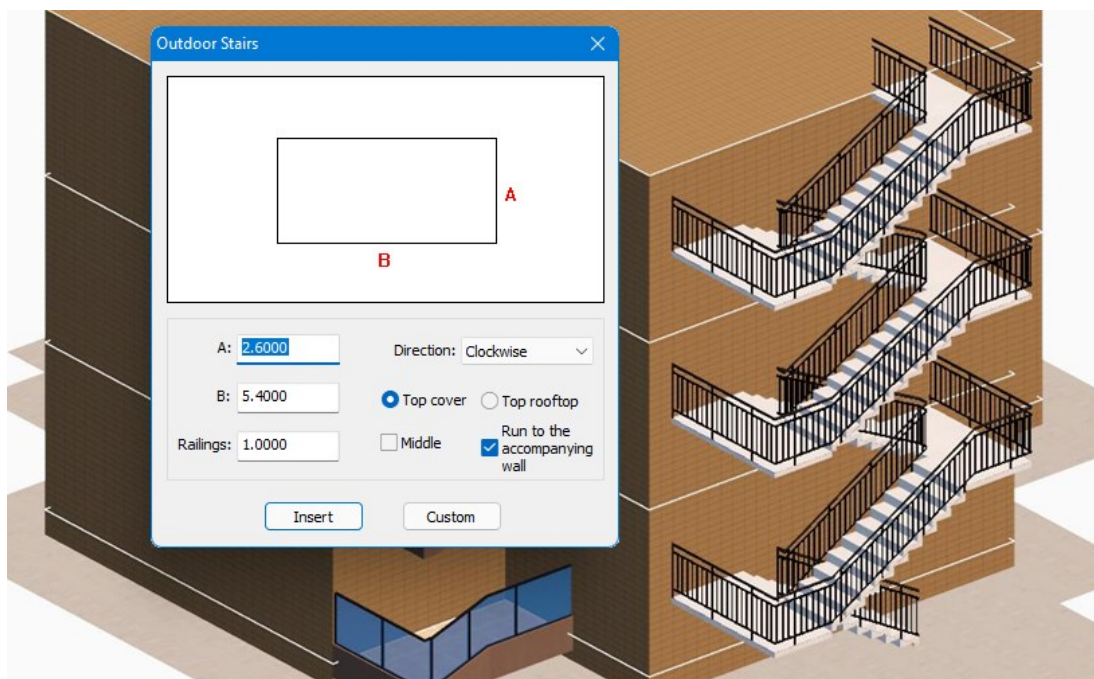 Outdoor Stairs
A
B
A: 2.6000 Direction: Clockwise
B: 5.4000 Top cover Top rooftop
Railings: 1.0000 Middle Run to the
accompanying
wall
Insert Custom